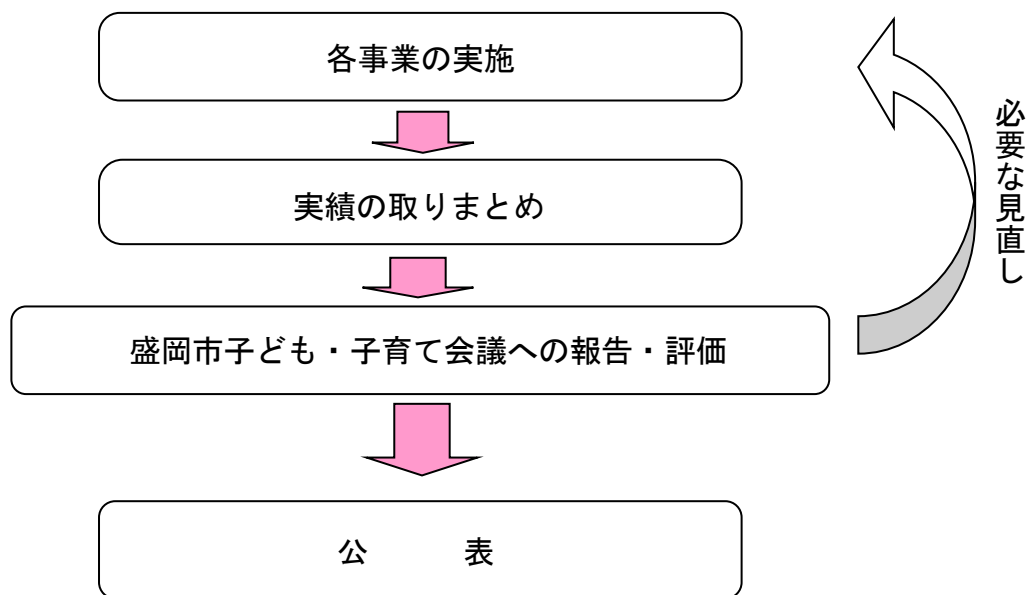 各事業の実施
実績の取りまとめ
盛岡市子ども・子育て会議への報告・評価
公　　　表
必要な見直し